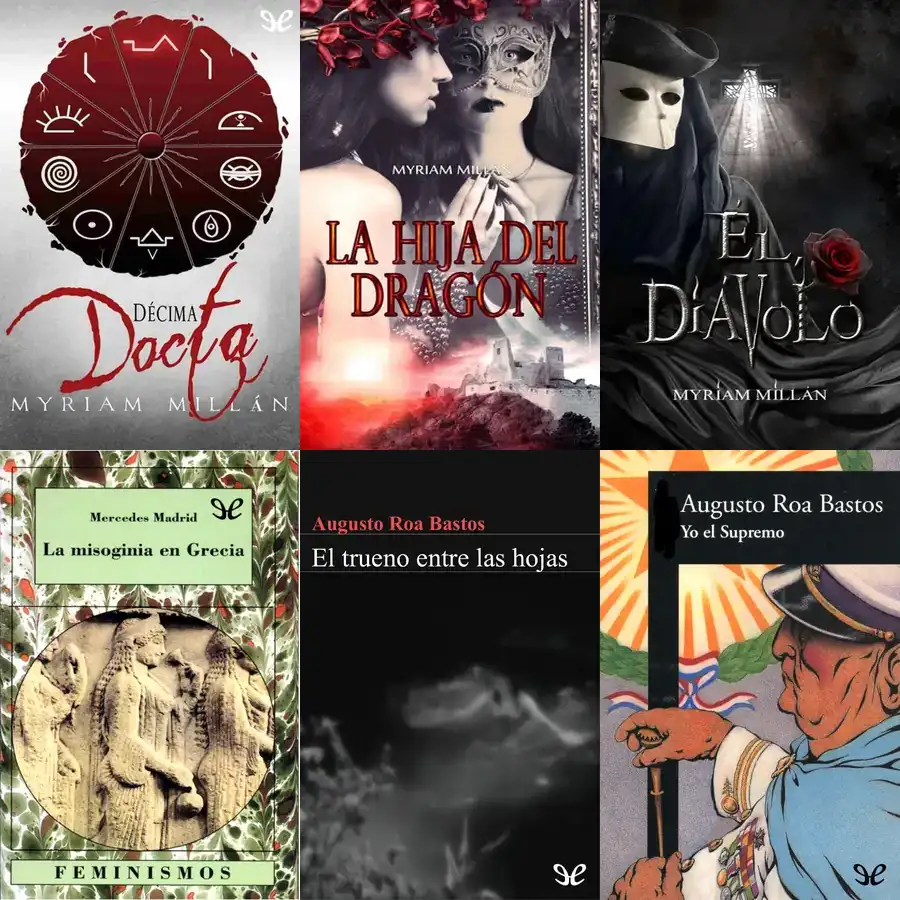 DÉCIMA
Docta
MYRIAM MILLÁN
MYRIAM MILLÁN
LA HIJA DEL
DRAGÓN
ÉL,
DIAVOLO
MYRIAM MILLÁN
Mercedes Madrid
La misoginia en Grecia
FEMINISMOS
Augusto Roa Bastos
El trueno entre las hojas
Augusto Roa Bastos
Yo el Supremo